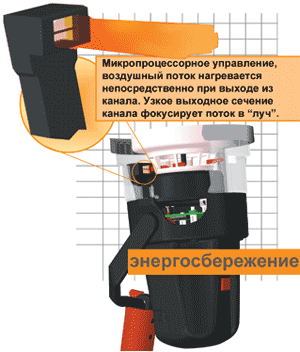 Микропроцессорное управление,
воздушный поток нагревается
непосредственно при выходе из
канала. Узкое выходное сечение
канала фокусирует поток в “луч”.
энергосбережение